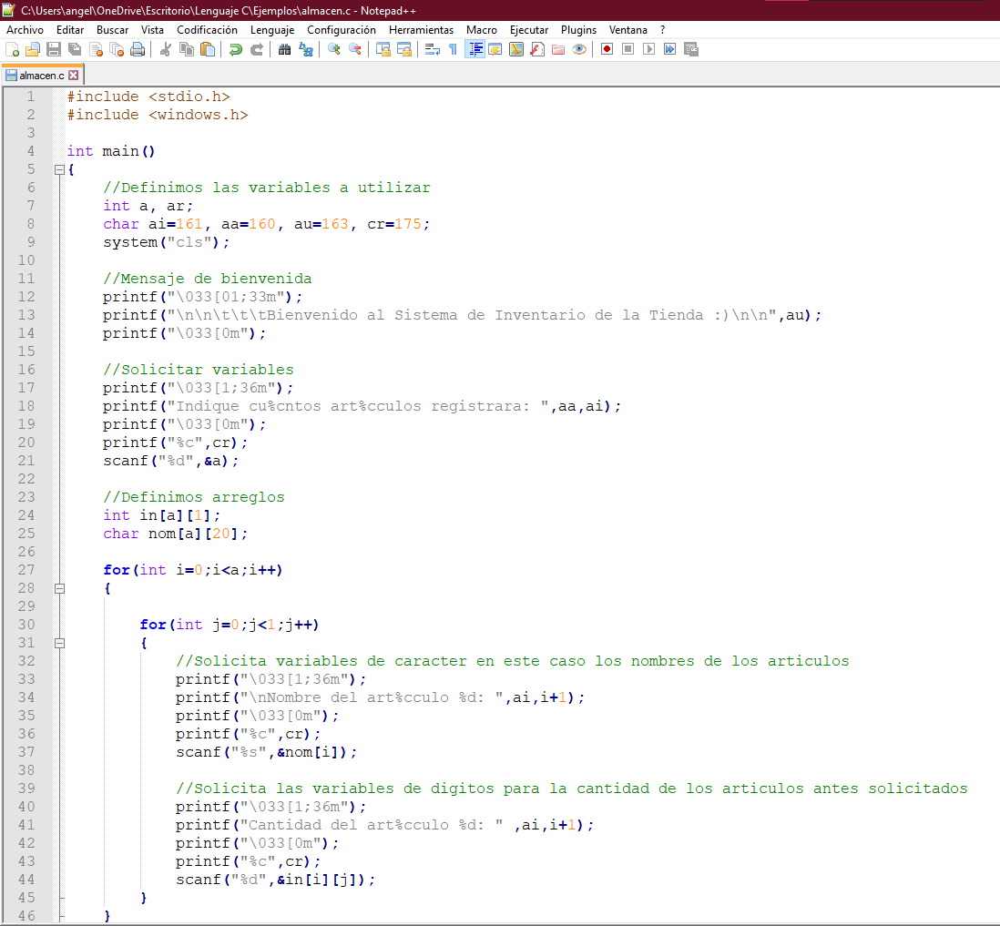 C:\Users\angel\OneDrive\Escritorio\Lenguaje C\Ejemplos\almacen.c - Notepad++
Archivo Editar Buscar Vista Codificación Lenguaje Configuración Herramientas Macro Ejecutar Plugins Ventana ?
almacen.c
1 #include <stdio.h>
2 #include <windows.h>
3
4 int main()
5 {
6     //Definimos las variables a utilizar
7     int a, ar;
8     char ai=161, aa=160, au=163, cr=175;
9     system("cls");
10
11     //Mensaje de bienvenida
12     printf("\033[01;33m");
13     printf("\n\n\t\t\tBienvenido al Sistema de Inventario de la Tienda :)\n\n",au);
14     printf("\033[0m");
15
16     //Solicitar variables
17     printf("\033[1;36m");
18     printf("Indique cu%cntos art%cculos registrara: ",aa,ai);
19     printf("\033[0m");
20     printf("%c",cr);
21     scanf("%d",&a);
22
23     //Definimos arreglos
24     int in[a][1];
25     char nom[a][20];
26
27     for(int i=0;i<a;i++)
28     {
29
30         for(int j=0;j<1;j++)
31         {
32             //Solicita variables de caracter en este caso los nombres de los articulos
33             printf("\033[1;36m");
34             printf("\nNombre del art%cculo %d: ",ai,i+1);
35             printf("\033[0m");
36             printf("%c",cr);
37             scanf("%s",&nom[i]);
38
39             //Solicita las variables de digitos para la cantidad de los articulos antes solicitados
40             printf("\033[1;36m");
41             printf("Cantidad del art%cculo %d: " ,ai,i+1);
42             printf("\033[0m");
43             printf("%c",cr);
44             scanf("%d",&in[i][j]);
45         }
46     }